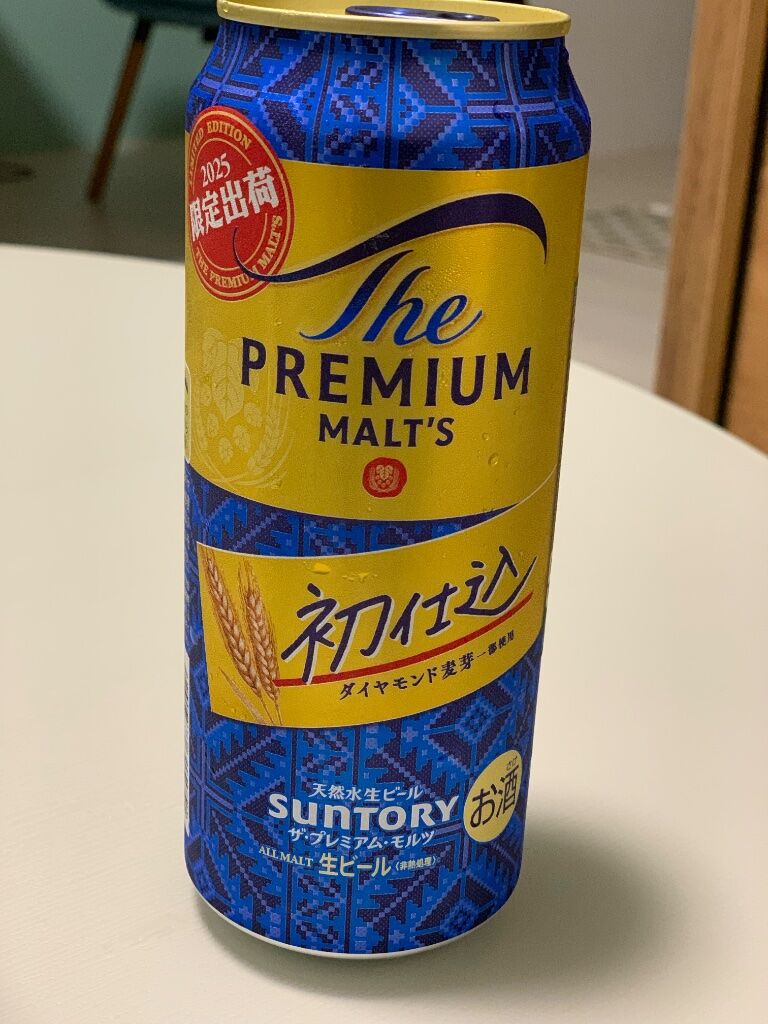 LIMITED EDITION
2025
限定出荷
THE PREMIUM MALT'S
The
PREMIUM
MALT'S
初仕込
ダイヤモンド麦芽一部使用
天然水生ビール
SUNTORY
ザ・プレミアム・モルツ
ALL MALT 生ビール (非熱処理)
さけ
お酒